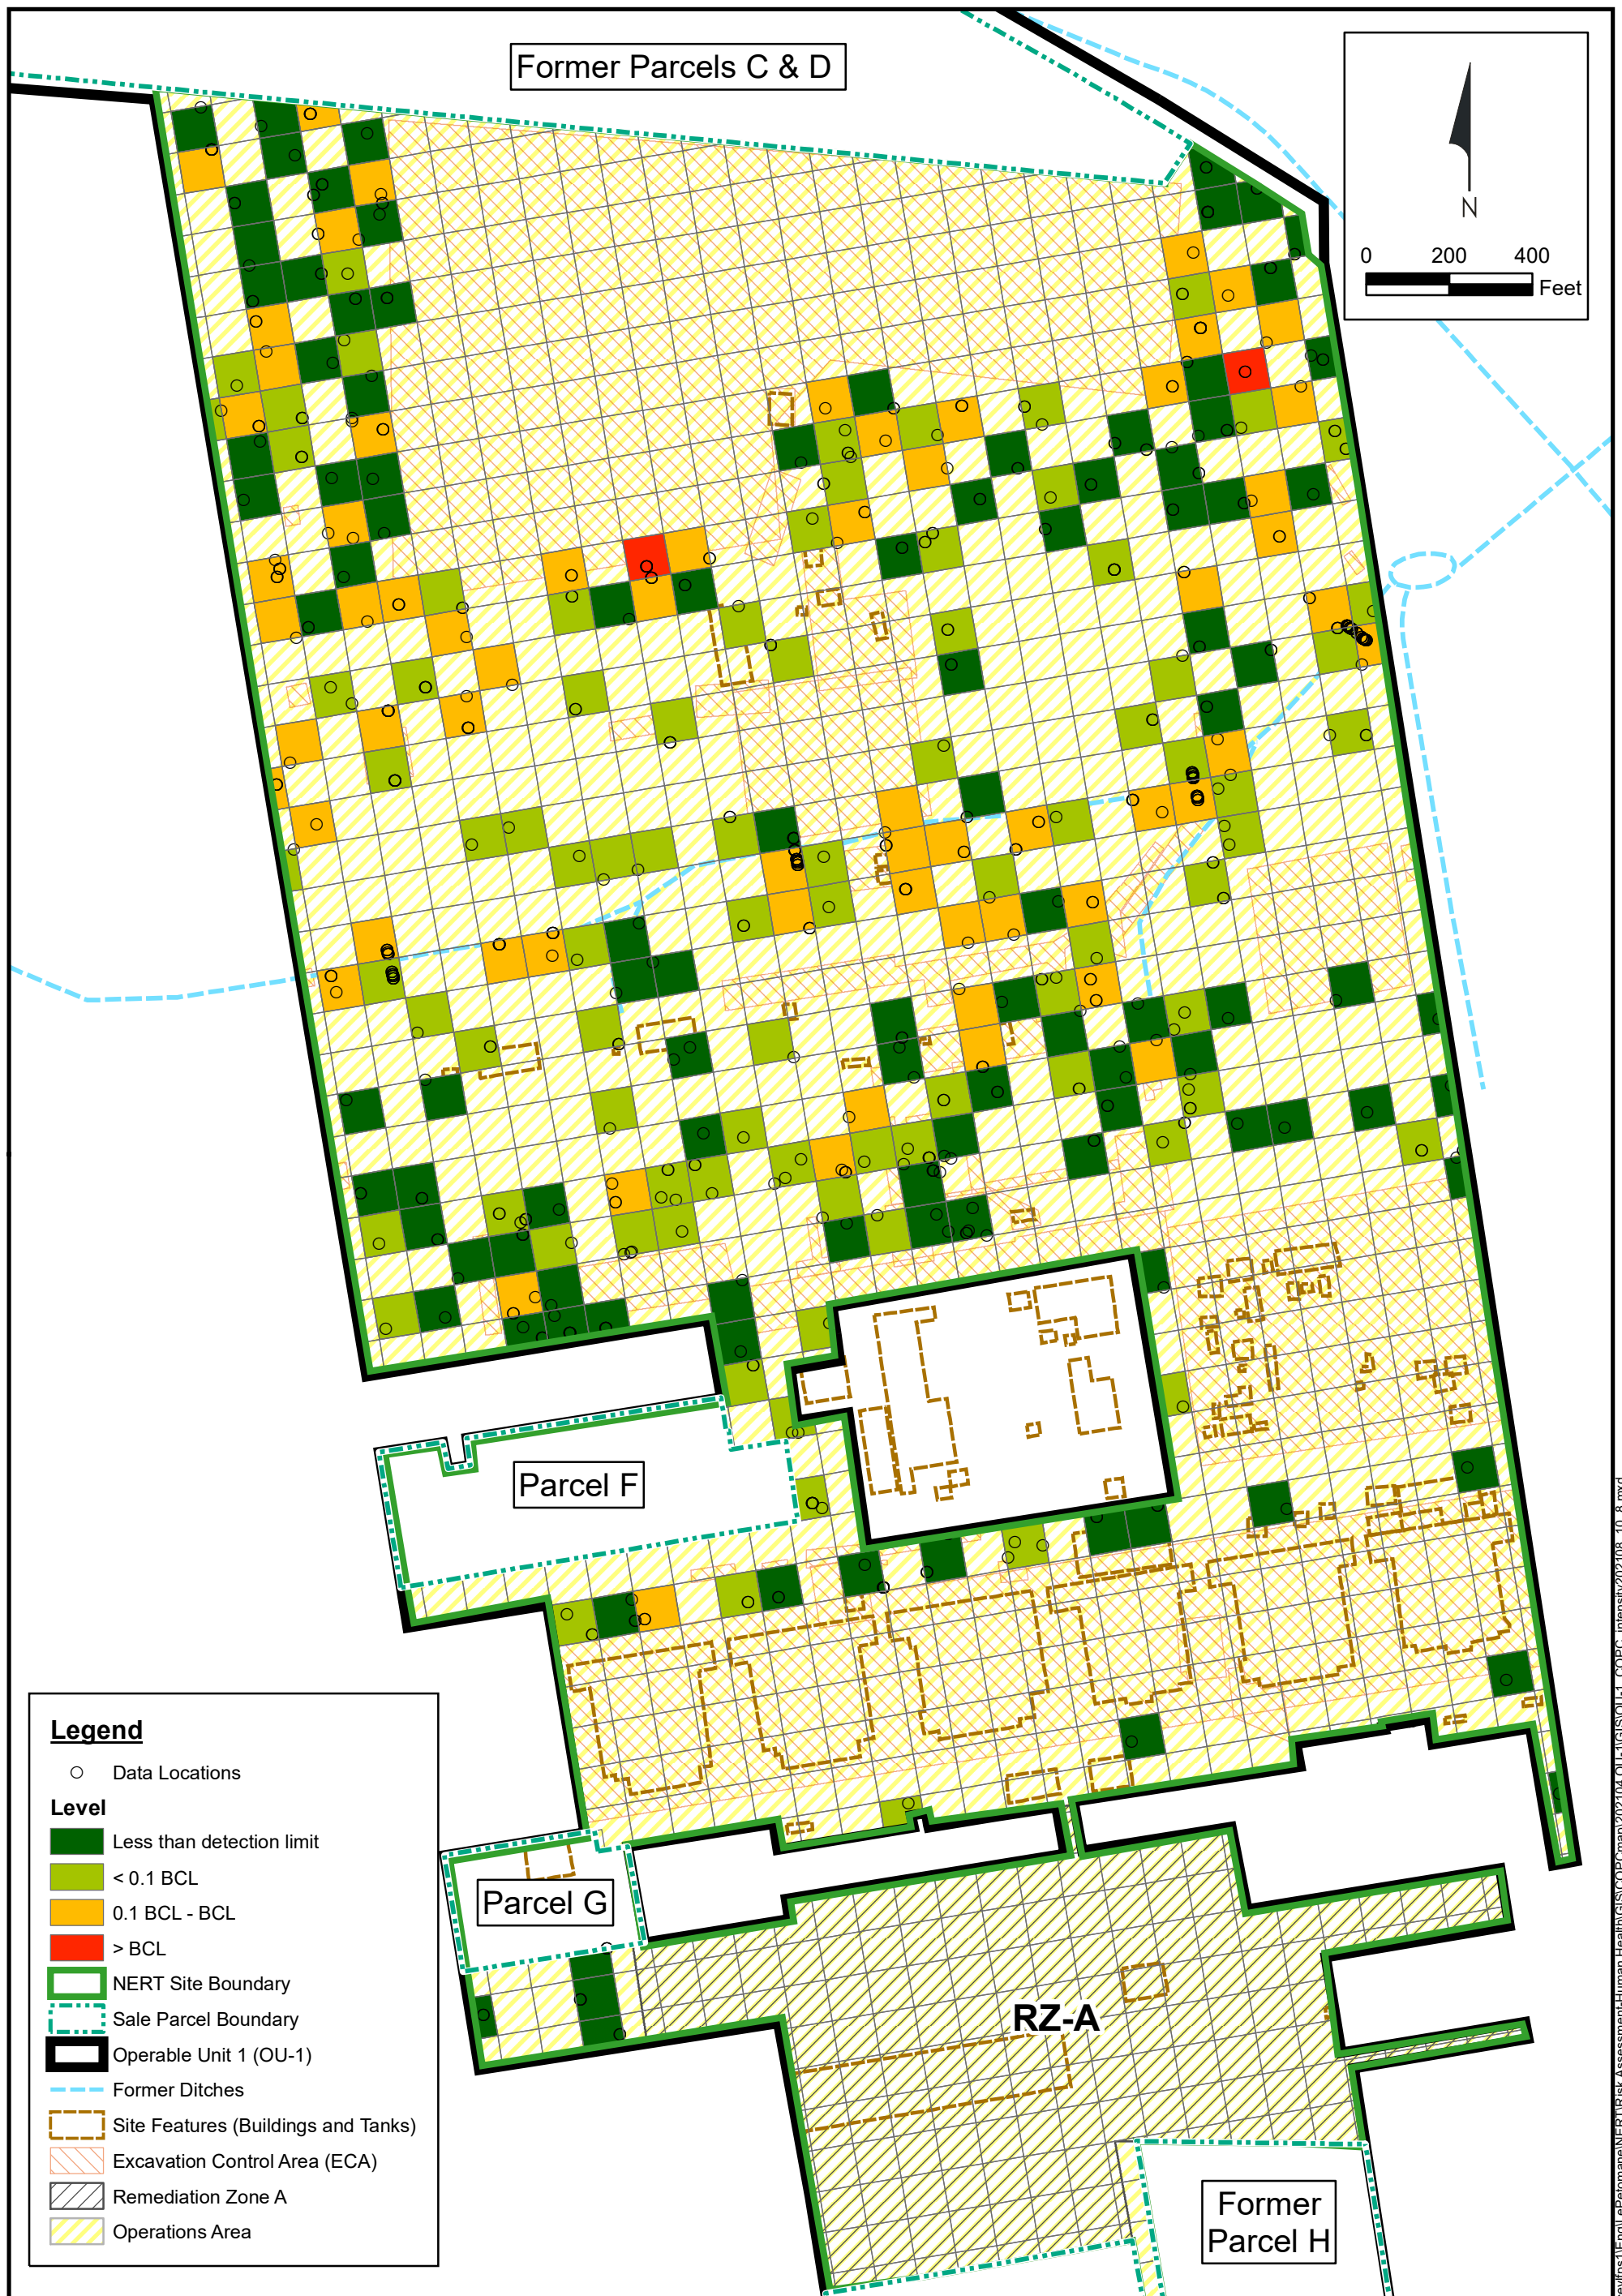 Former Parcels C & D
N
0 200 400
Feet
Parcel F
Parcel G
RZ-A
Former
Parcel H
Legend
Data Locations
Level
Less than detection limit
< 0.1 BCL
0.1 BCL - BCL
> BCL
NERT Site Boundary
Sale Parcel Boundary
Operable Unit 1 (OU-1)
Former Ditches
Site Features (Buildings and Tanks)
Excavation Control Area (ECA)
Remediation Zone A
Operations Area